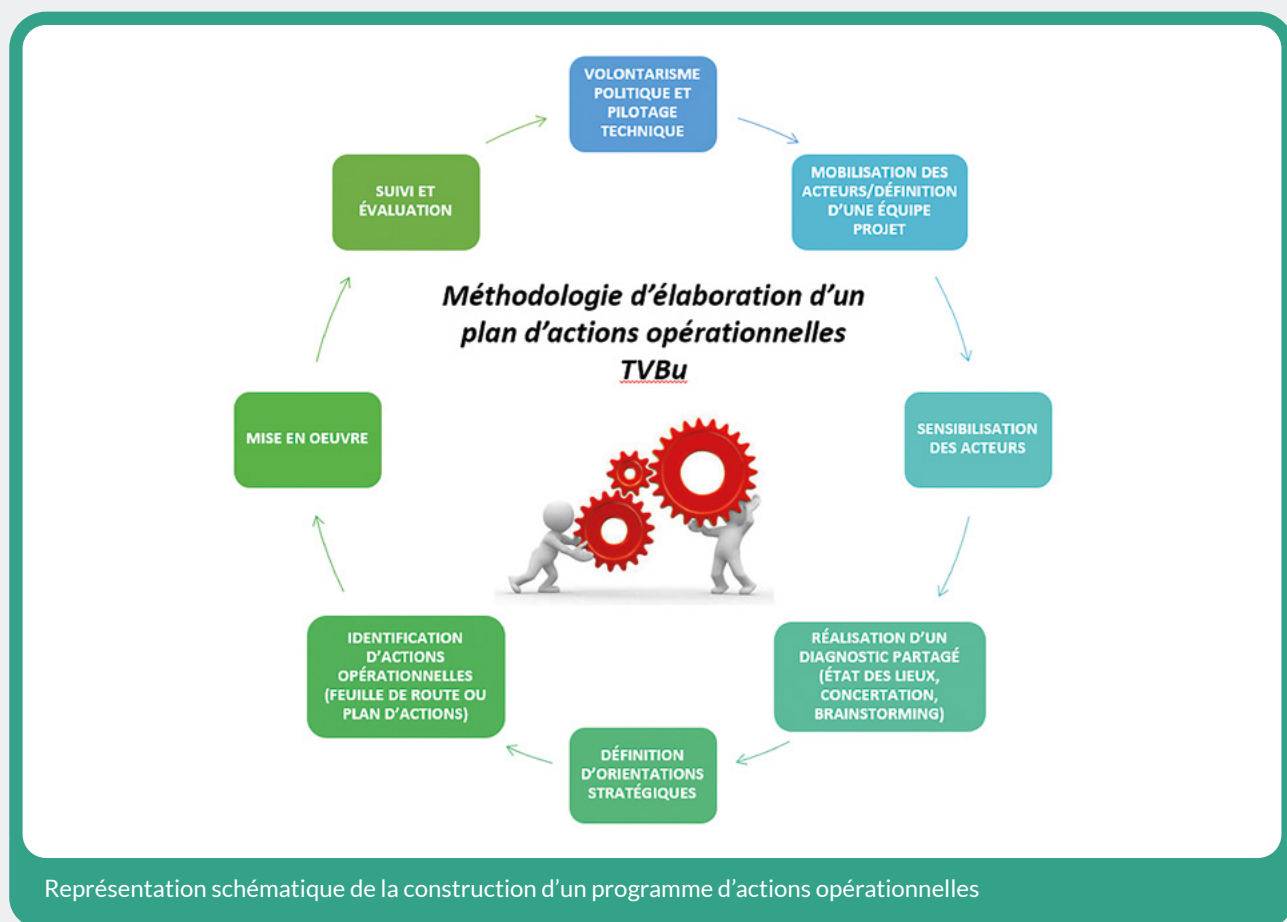 VOLONTARISME
POLITIQUE ET
PILOTAGE
TECHNIQUE
MOBILISATION DES
ACTEURS/DÉFINITION
D'UNE ÉQUIPE
PROJET
SENSIBILISATION
DES ACTEURS
RÉALISATION D'UN
DIAGNOSTIC PARTAGÉ
(ÉTAT DES LIEUX,
CONCERTATION,
BRAINSTORMING)
DÉFINITION
D'ORIENTATIONS
STRATÉGIQUES
IDENTIFICATION
D'ACTIONS
OPÉRATIONNELLES
(FEUILLE DE ROUTE OU
PLAN D'ACTIONS)
MISE EN OEUVRE
SUIVI ET
ÉVALUATION
Méthodologie d'élaboration d'un
plan d'actions opérationnelles
TVBu
Représentation schématique de la construction d'un programme d'actions opérationnelles